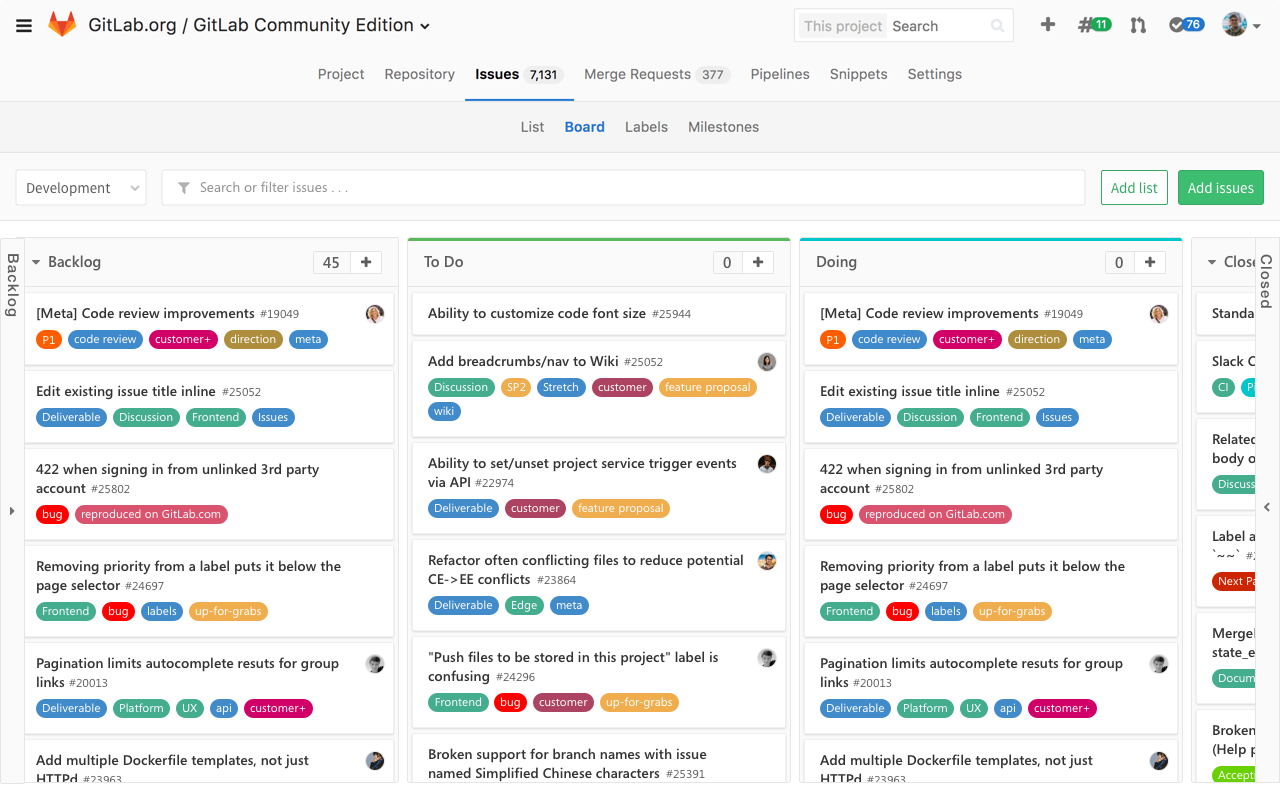 GitLab.org / GitLab Community Edition
This project Search
11
76
Project Repository Issues 7,131 Merge Requests 377 Pipelines Snippets Settings
List Board Labels Milestones
Development
Search or filter issues . . .
Add list
Add issues
Backlog
Backlog
45
[Meta] Code review improvements #19049
P1 code review customer+ direction meta
Edit existing issue title inline #25052
Deliverable Discussion Frontend Issues
422 when signing in from unlinked 3rd party
account #25802
bug reproduced on GitLab.com
Removing priority from a label puts it below the
page selector #24697
Frontend bug labels up-for-grabs
Pagination limits autocomplete resuts for group
links #20013
Deliverable Platform UX api customer+
Add multiple Dockerfile templates, not just
HTTPd #23963
To Do
0
Ability to customize code font size #25944
Add breadcrumbs/nav to Wiki #25052
Discussion SP2 Stretch customer feature proposal
wiki
Ability to set/unset project service trigger events
via API #22974
Deliverable customer feature proposal
Refactor often conflicting files to reduce potential
CE->EE conflicts #23864
Deliverable Edge meta
"Push files to be stored in this project" label is
confusing #24296
Frontend bug customer up-for-grabs
Broken support for branch names with issue
named Simplified Chinese characters #25391
Doing
0
[Meta] Code review improvements #19049
P1 code review customer+ direction meta
Edit existing issue title inline #25052
Deliverable Discussion Frontend Issues
422 when signing in from unlinked 3rd party
account #25802
bug reproduced on GitLab.com
Removing priority from a label puts it below the
page selector #24697
Frontend bug labels up-for-grabs
Pagination limits autocomplete resuts for group
links #20013
Deliverable Platform UX api customer+
Add multiple Dockerfile templates, not just
HTTPd #23963
Closed
Standa
Slack C
CI
Related
body o
Discuss
Label a
`~~` #2
Next Pa
Mergel
state_e
Docum
Broken
(Help p
Accepti